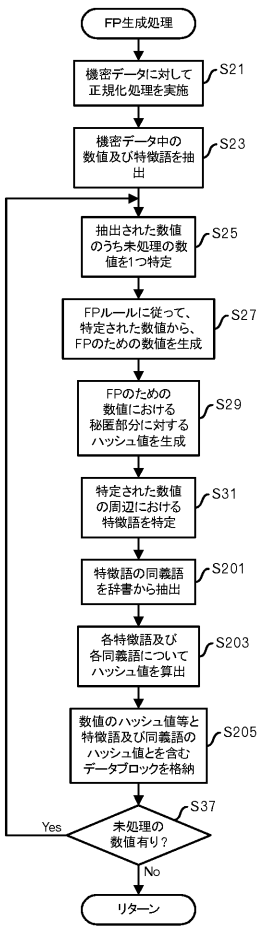 FP生成処理
機密データに対して
正規化処理を実施
S21
機密データ中の
数値及び特徴語を抽
出
S23
抽出された数値
のうち未処理の数
値を1つ特定
S25
FPルールに従って、
特定された数値から、
FPのための数値を生成
S27
FPのための
数値における
秘匿部分に対する
ハッシュ値を生成
S29
特定された数値
の周辺における
特徴語を特定
S31
特徴語の同義語
を辞書から抽出
S201
各特徴語及び
各同義語について
ハッシュ値を算出
S203
数値のハッシュ値等と
特徴語及び同義語の
ハッシュ値とを含む
データブロックを格納
S205
S37
Yes
未処理の
数値有り?
No
リターン